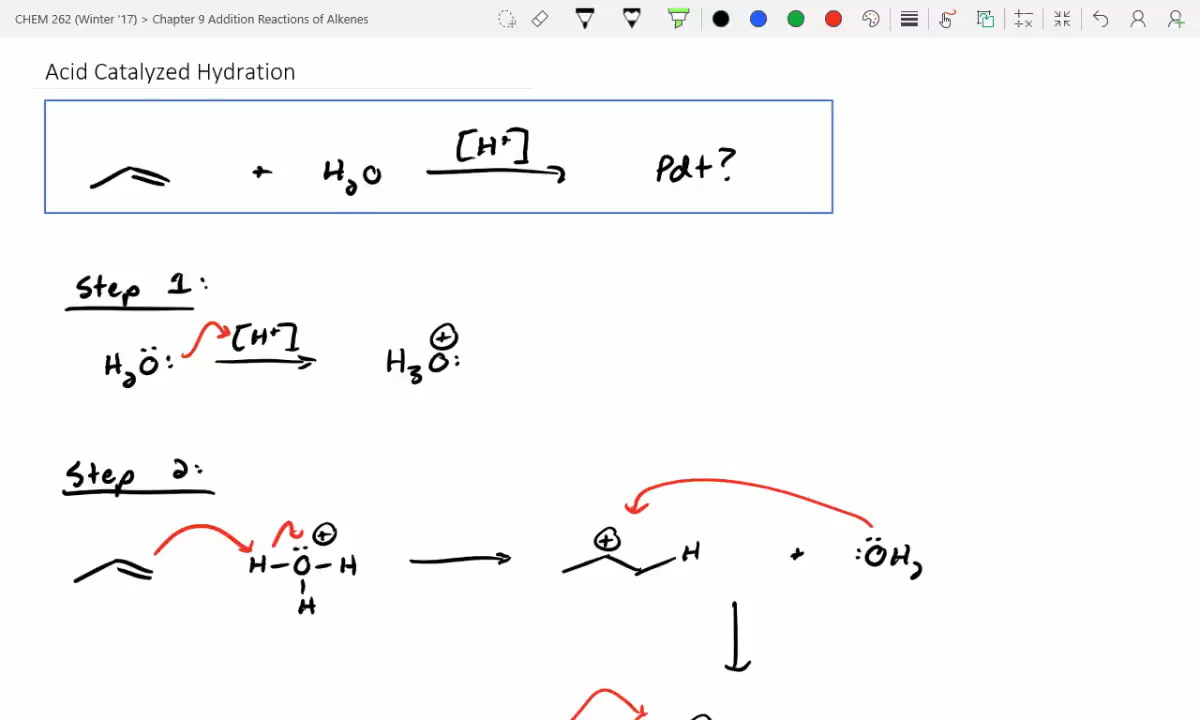 CHEM 262 (Winter '17) > Chapter 9 Addition Reactions of Alkenes
Acid Catalyzed Hydration
+ H₂O [H⁺] Pdt?
Step 1:
H₂O: [H⁺] H₃O: ⊕
Step 2:
H–O–H ⊕ ⊕ H + :OH₂
H